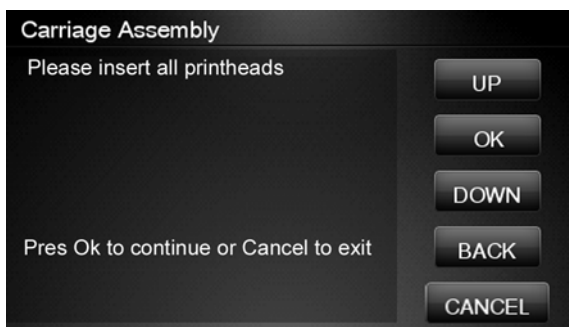 Carriage Assembly
Please insert all printheads
UP
OK
DOWN
Pres Ok to continue or Cancel to exit
BACK
CANCEL